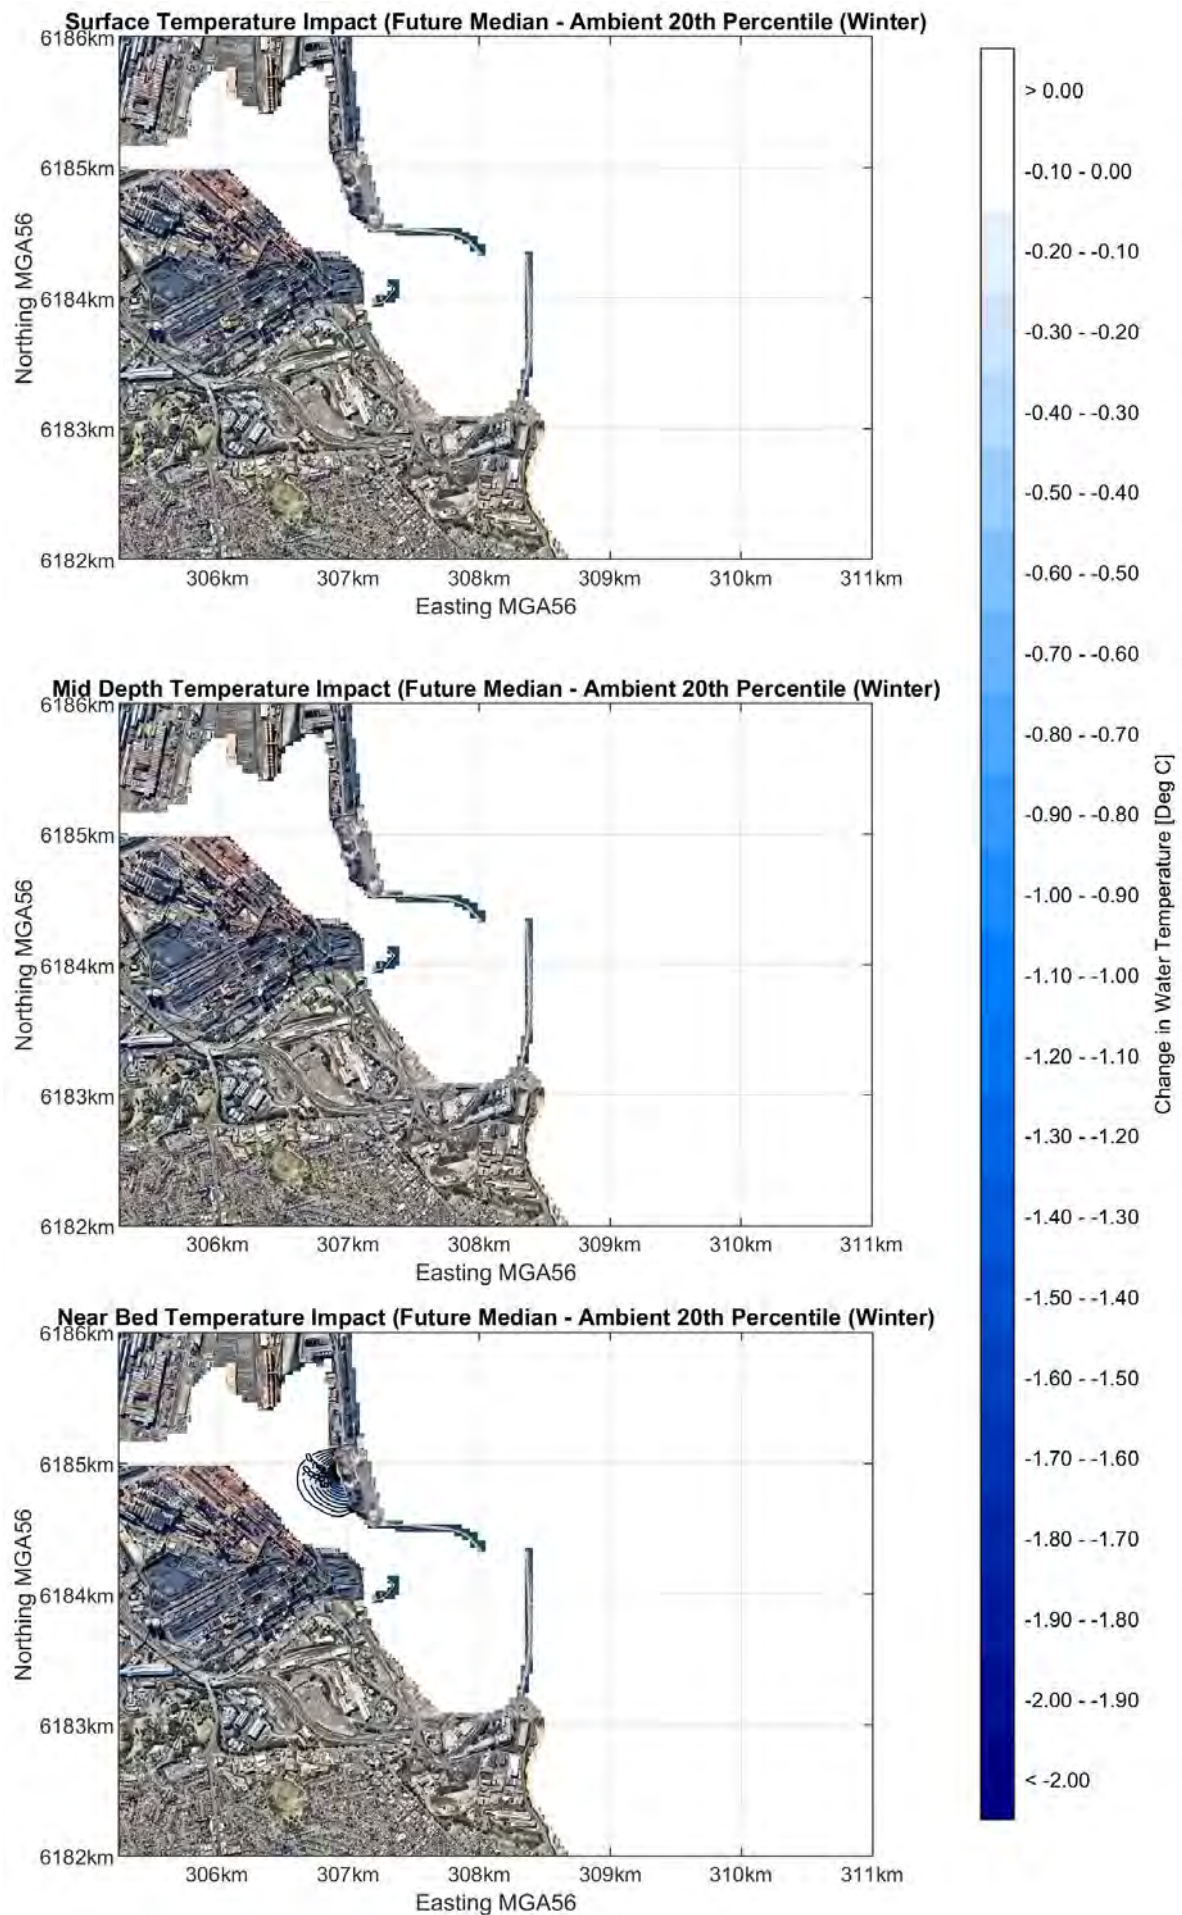 Surface Temperature Impact (Future Median - Ambient 20th Percentile (Winter)
6186km
6185km
6184km
6183km
6182km
Northing MGA56
306km 307km 308km 309km 310km 311km
Easting MGA56
Mid Depth Temperature Impact (Future Median - Ambient 20th Percentile (Winter)
6186km
6185km
6184km
6183km
6182km
Northing MGA56
306km 307km 308km 309km 310km 311km
Easting MGA56
Near Bed Temperature Impact (Future Median - Ambient 20th Percentile (Winter)
6186km
6185km
6184km
6183km
6182km
Northing MGA56
306km 307km 308km 309km 310km 311km
Easting MGA56
> 0.00
-0.10 - 0.00
-0.20 - -0.10
-0.30 - -0.20
-0.40 - -0.30
-0.50 - -0.40
-0.60 - -0.50
-0.70 - -0.60
-0.80 - -0.70
-0.90 - -0.80
-1.00 - -0.90
-1.10 - -1.00
-1.20 - -1.10
-1.30 - -1.20
-1.40 - -1.30
-1.50 - -1.40
-1.60 - -1.50
-1.70 - -1.60
-1.80 - -1.70
-1.90 - -1.80
-2.00 - -1.90
< -2.00
Change in Water Temperature [Deg C]